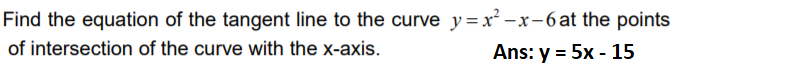 Find the equation of the tangent line to the curve y = x² – x – 6 at the points
of intersection of the curve with the x-axis. Ans: y = 5x - 15